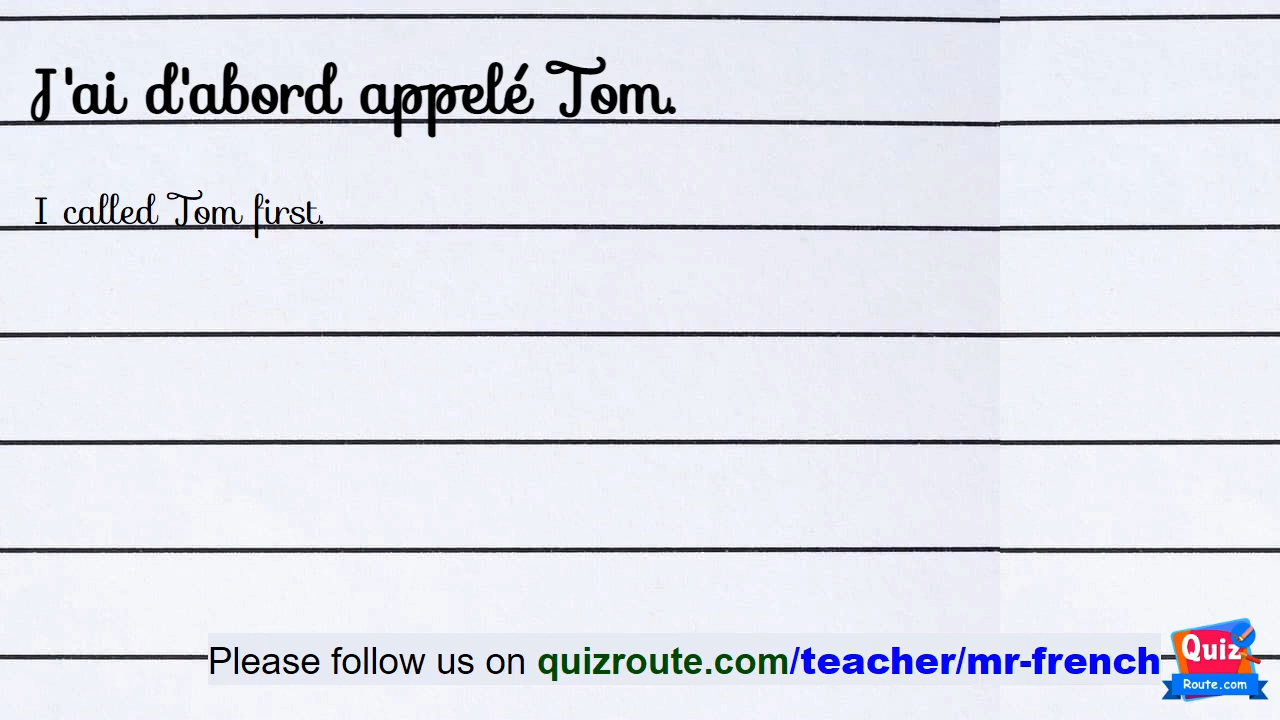 J'ai d'abord appelé Tom.
I called Tom first.
Please follow us on quizroute.com/teacher/mr-french
Quiz
Route.com